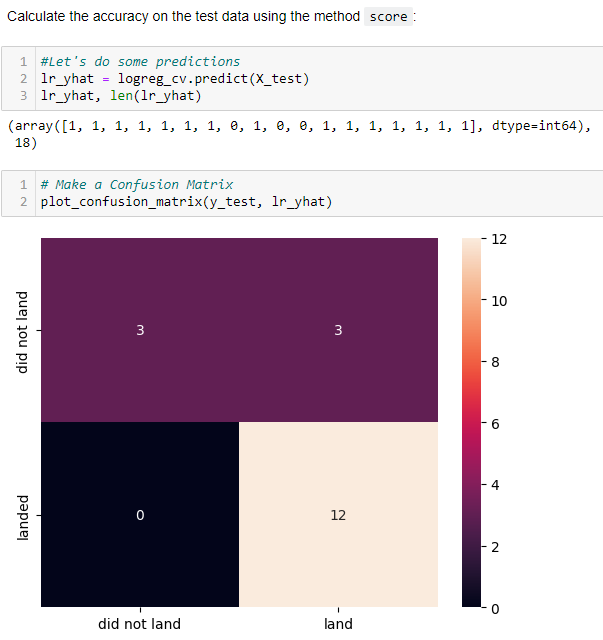 Calculate the accuracy on the test data using the method score:
1 #Let's do some predictions
2 lr_yhat = logreg_cv.predict(X_test)
3 lr_yhat, len(lr_yhat)
(array([1, 1, 1, 1, 1, 1, 1, 0, 1, 0, 0, 1, 1, 1, 1, 1, 1, 1], dtype=int64),
18)
1 # Make a Confusion Matrix
2 plot_confusion_matrix(y_test, lr_yhat)
did not land
3 3
landed
0 12
did not land land
12
10
8
6
4
2
0